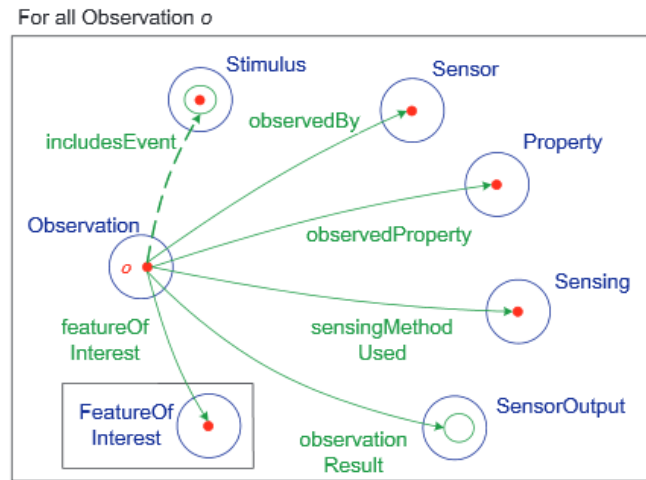 For all Observation o
Stimulus
Sensor
observedBy
includesEvent
Property
Observation
observedProperty
o
Sensing
featureOf
Interest
sensingMethod
Used
FeatureOf
Interest
SensorOutput
observation
Result